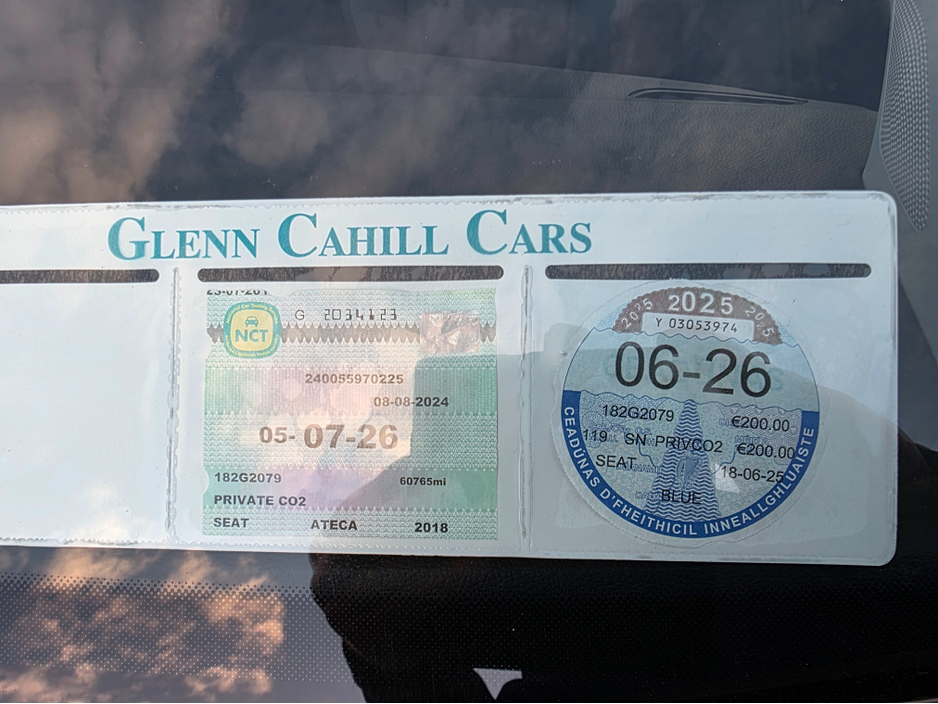 GLENN CAHILL CARS
NCT
G 2034123
240055970225
08-08-2024
05-07-26
182G2079 60765mi
PRIVATE CO2
SEAT ATECA 2018
2025 2025 2025
Y 03053974
06-26
182G2079 €200.00
119 SN PRIVCO2 €200.00
SEAT 18-06-25
BLUE
CEADÚNAS D'FHEITHICIL INNEALLGHLUAISTE